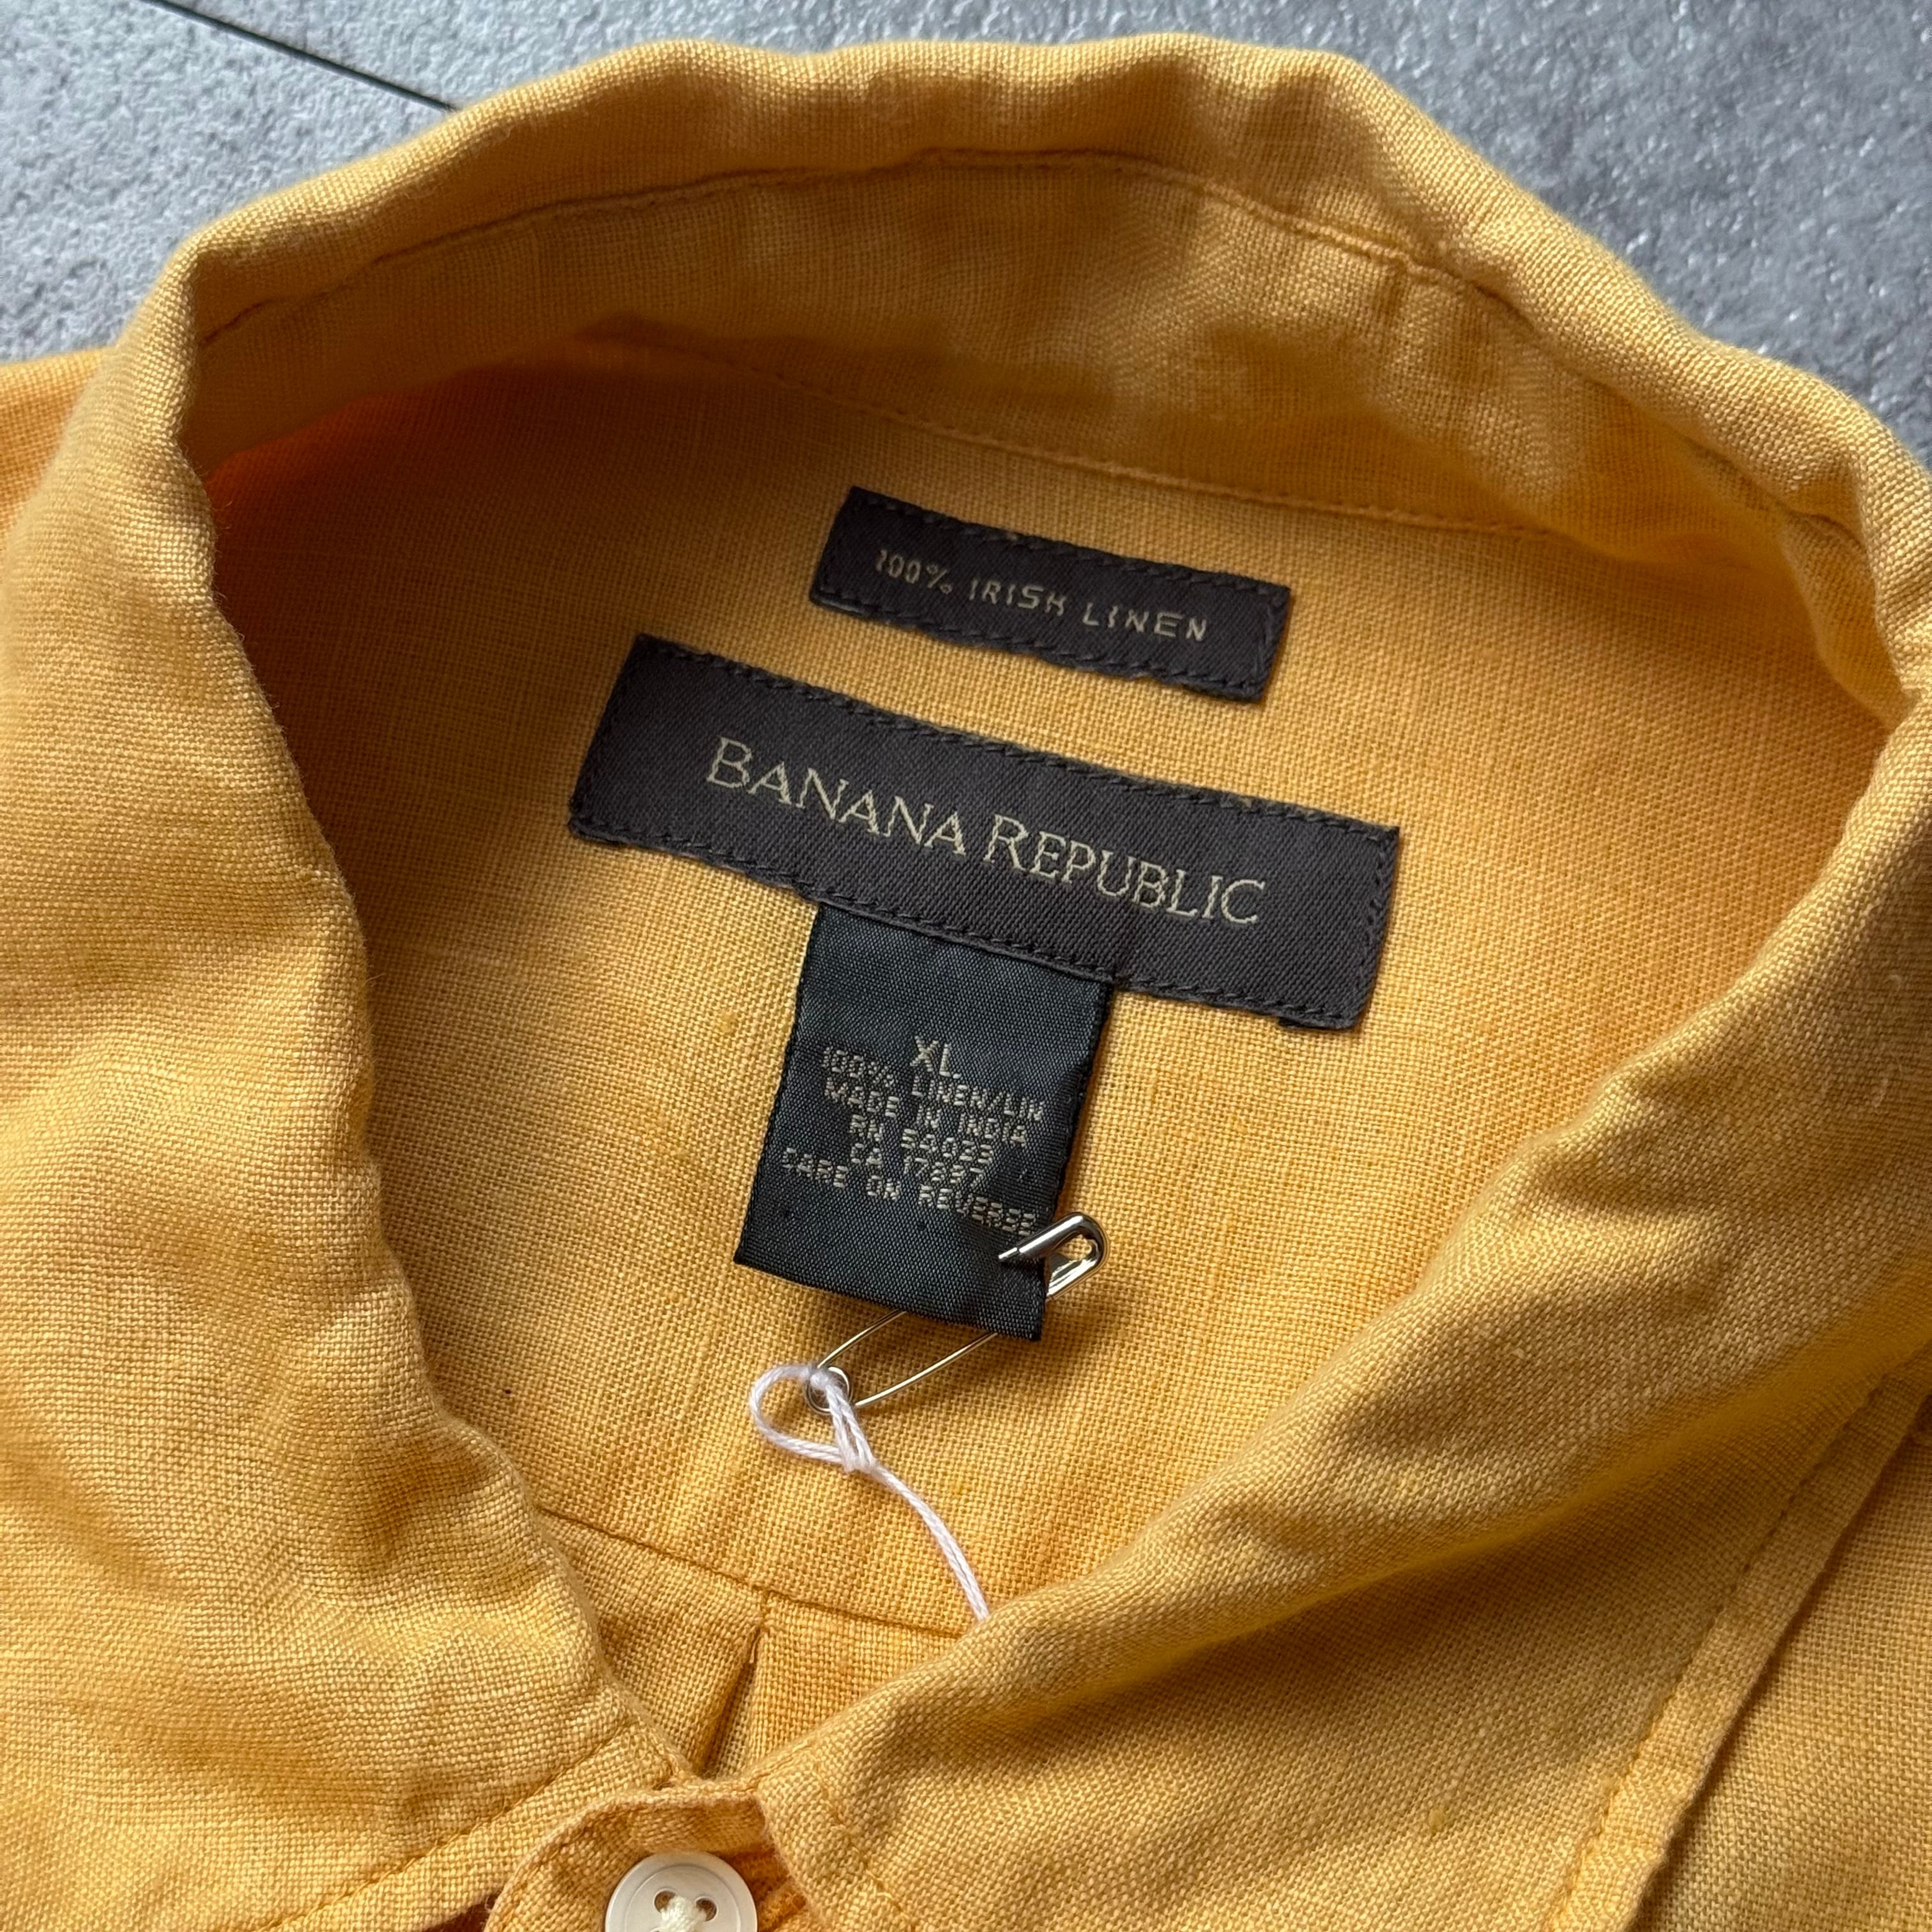 100% IRISH LINEN
BANANA REPUBLIC
XL
100% LINEN/LIN
MADE IN INDIA
RN 54023
CA 17897
CARE ON REVERSE